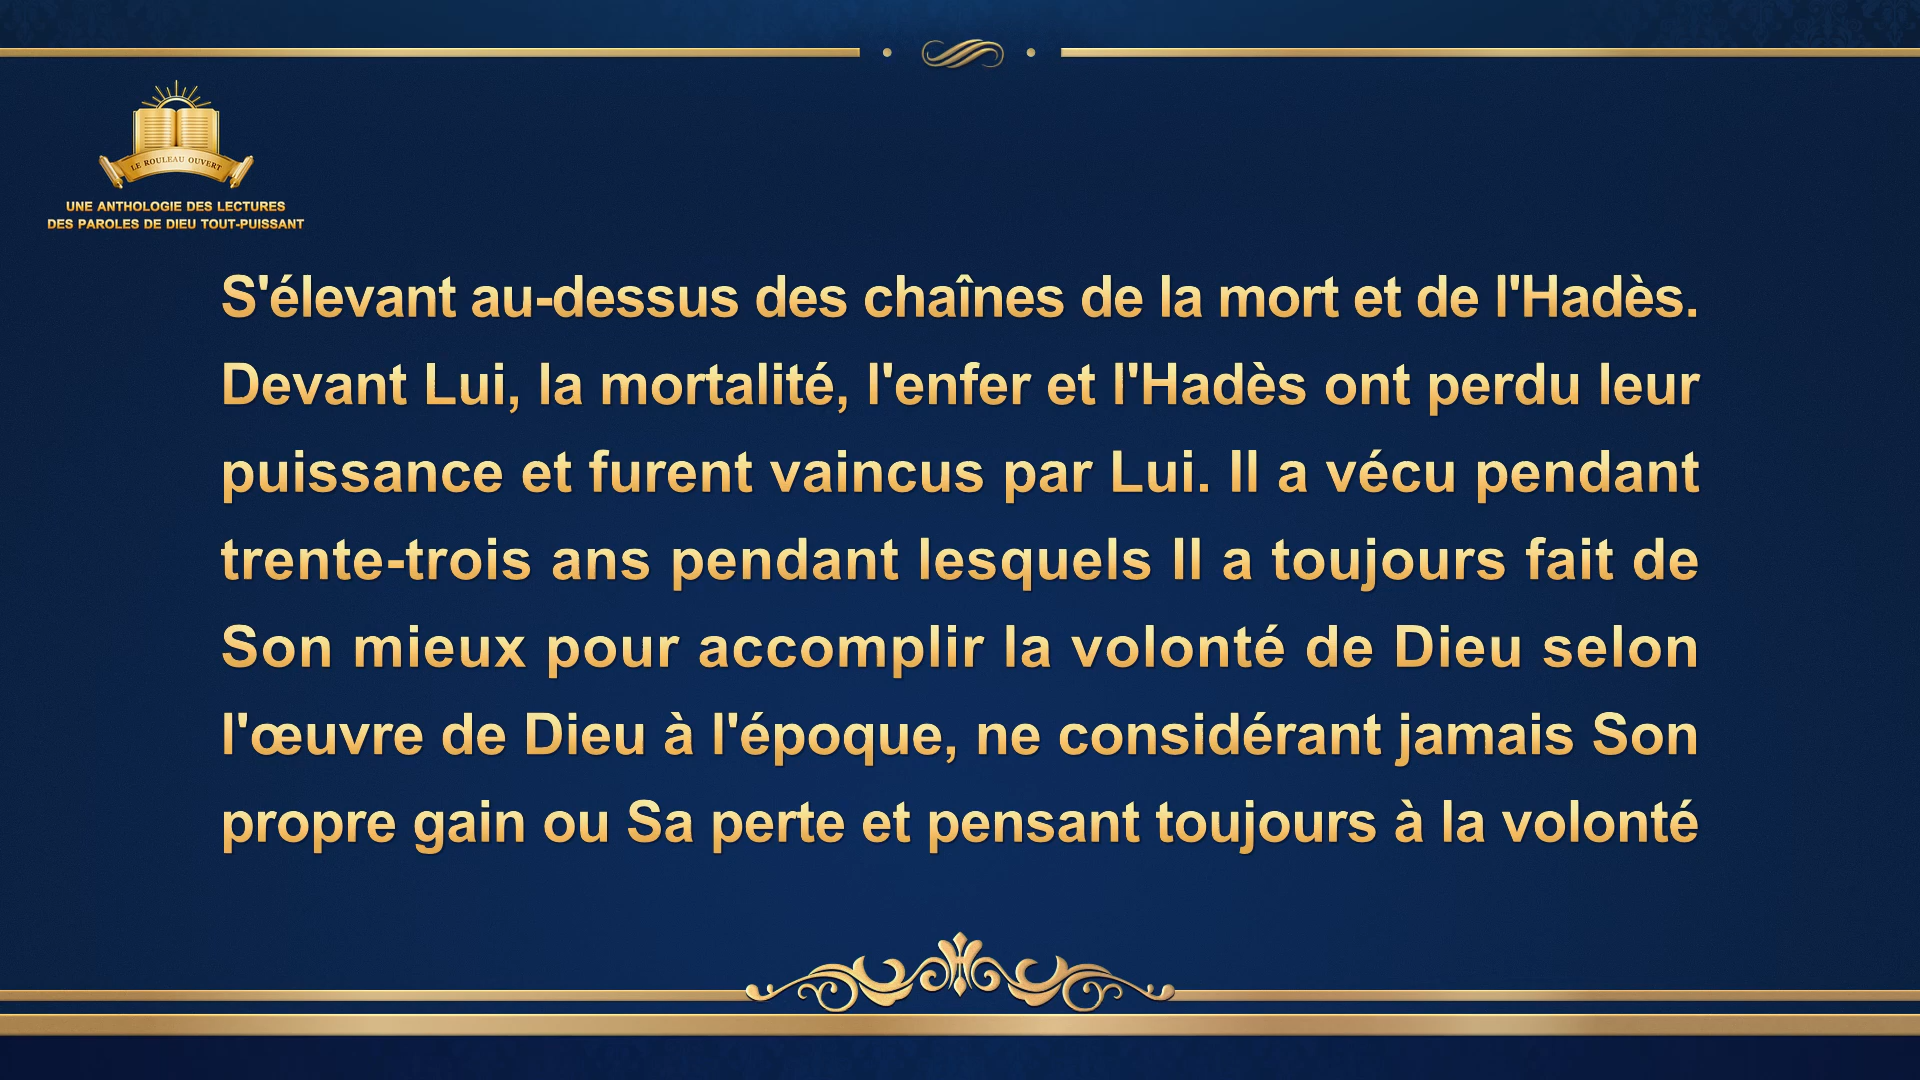 LE ROULEAU OUVERT
UNE ANTHOLOGIE DES LECTURES
DES PAROLES DE DIEU TOUT-PUISSANT
S'élevant au-dessus des chaînes de la mort et de l'Hadès.
Devant Lui, la mortalité, l'enfer et l'Hadès ont perdu leur
puissance et furent vaincus par Lui. Il a vécu pendant
trente-trois ans pendant lesquels Il a toujours fait de
Son mieux pour accomplir la volonté de Dieu selon
l'œuvre de Dieu à l'époque, ne considérant jamais Son
propre gain ou Sa perte et pensant toujours à la volonté